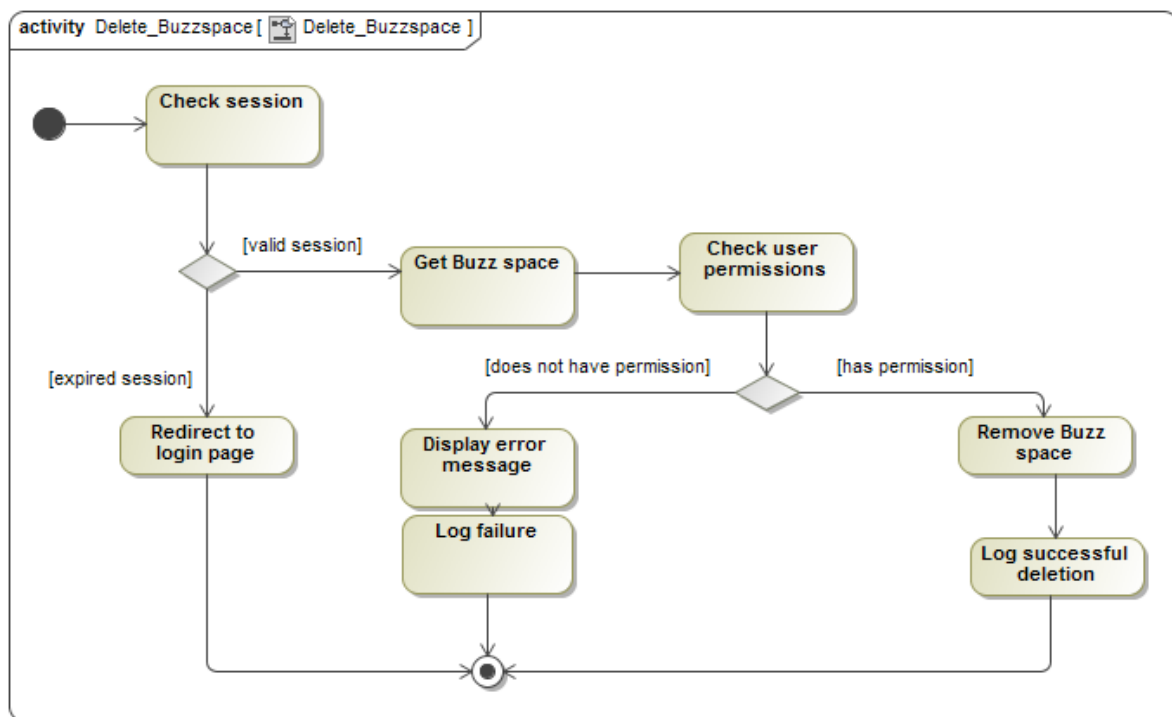 activity Delete_Buzzspace [ Delete_Buzzspace ]
Check session
[valid session]
Get Buzz space
Check user
permissions
[expired session]
[does not have permission]
[has permission]
Redirect to
login page
Display error
message
Remove Buzz
space
Log failure
Log successful
deletion